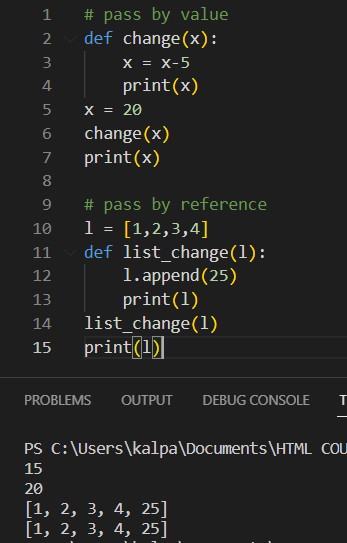 1 # pass by value
2 def change(x):
3 x = x-5
4 print(x)
5 x = 20
6 change(x)
7 print(x)
8
9 # pass by reference
10 l = [1,2,3,4]
11 def list_change(l):
12 l.append(25)
13 print(l)
14 list_change(l)
15 print(l)
PROBLEMS OUTPUT DEBUG CONSOLE T
PS C:\Users\kalpa\Documents\HTML COU
15
20
[1, 2, 3, 4, 25]
[1, 2, 3, 4, 25]